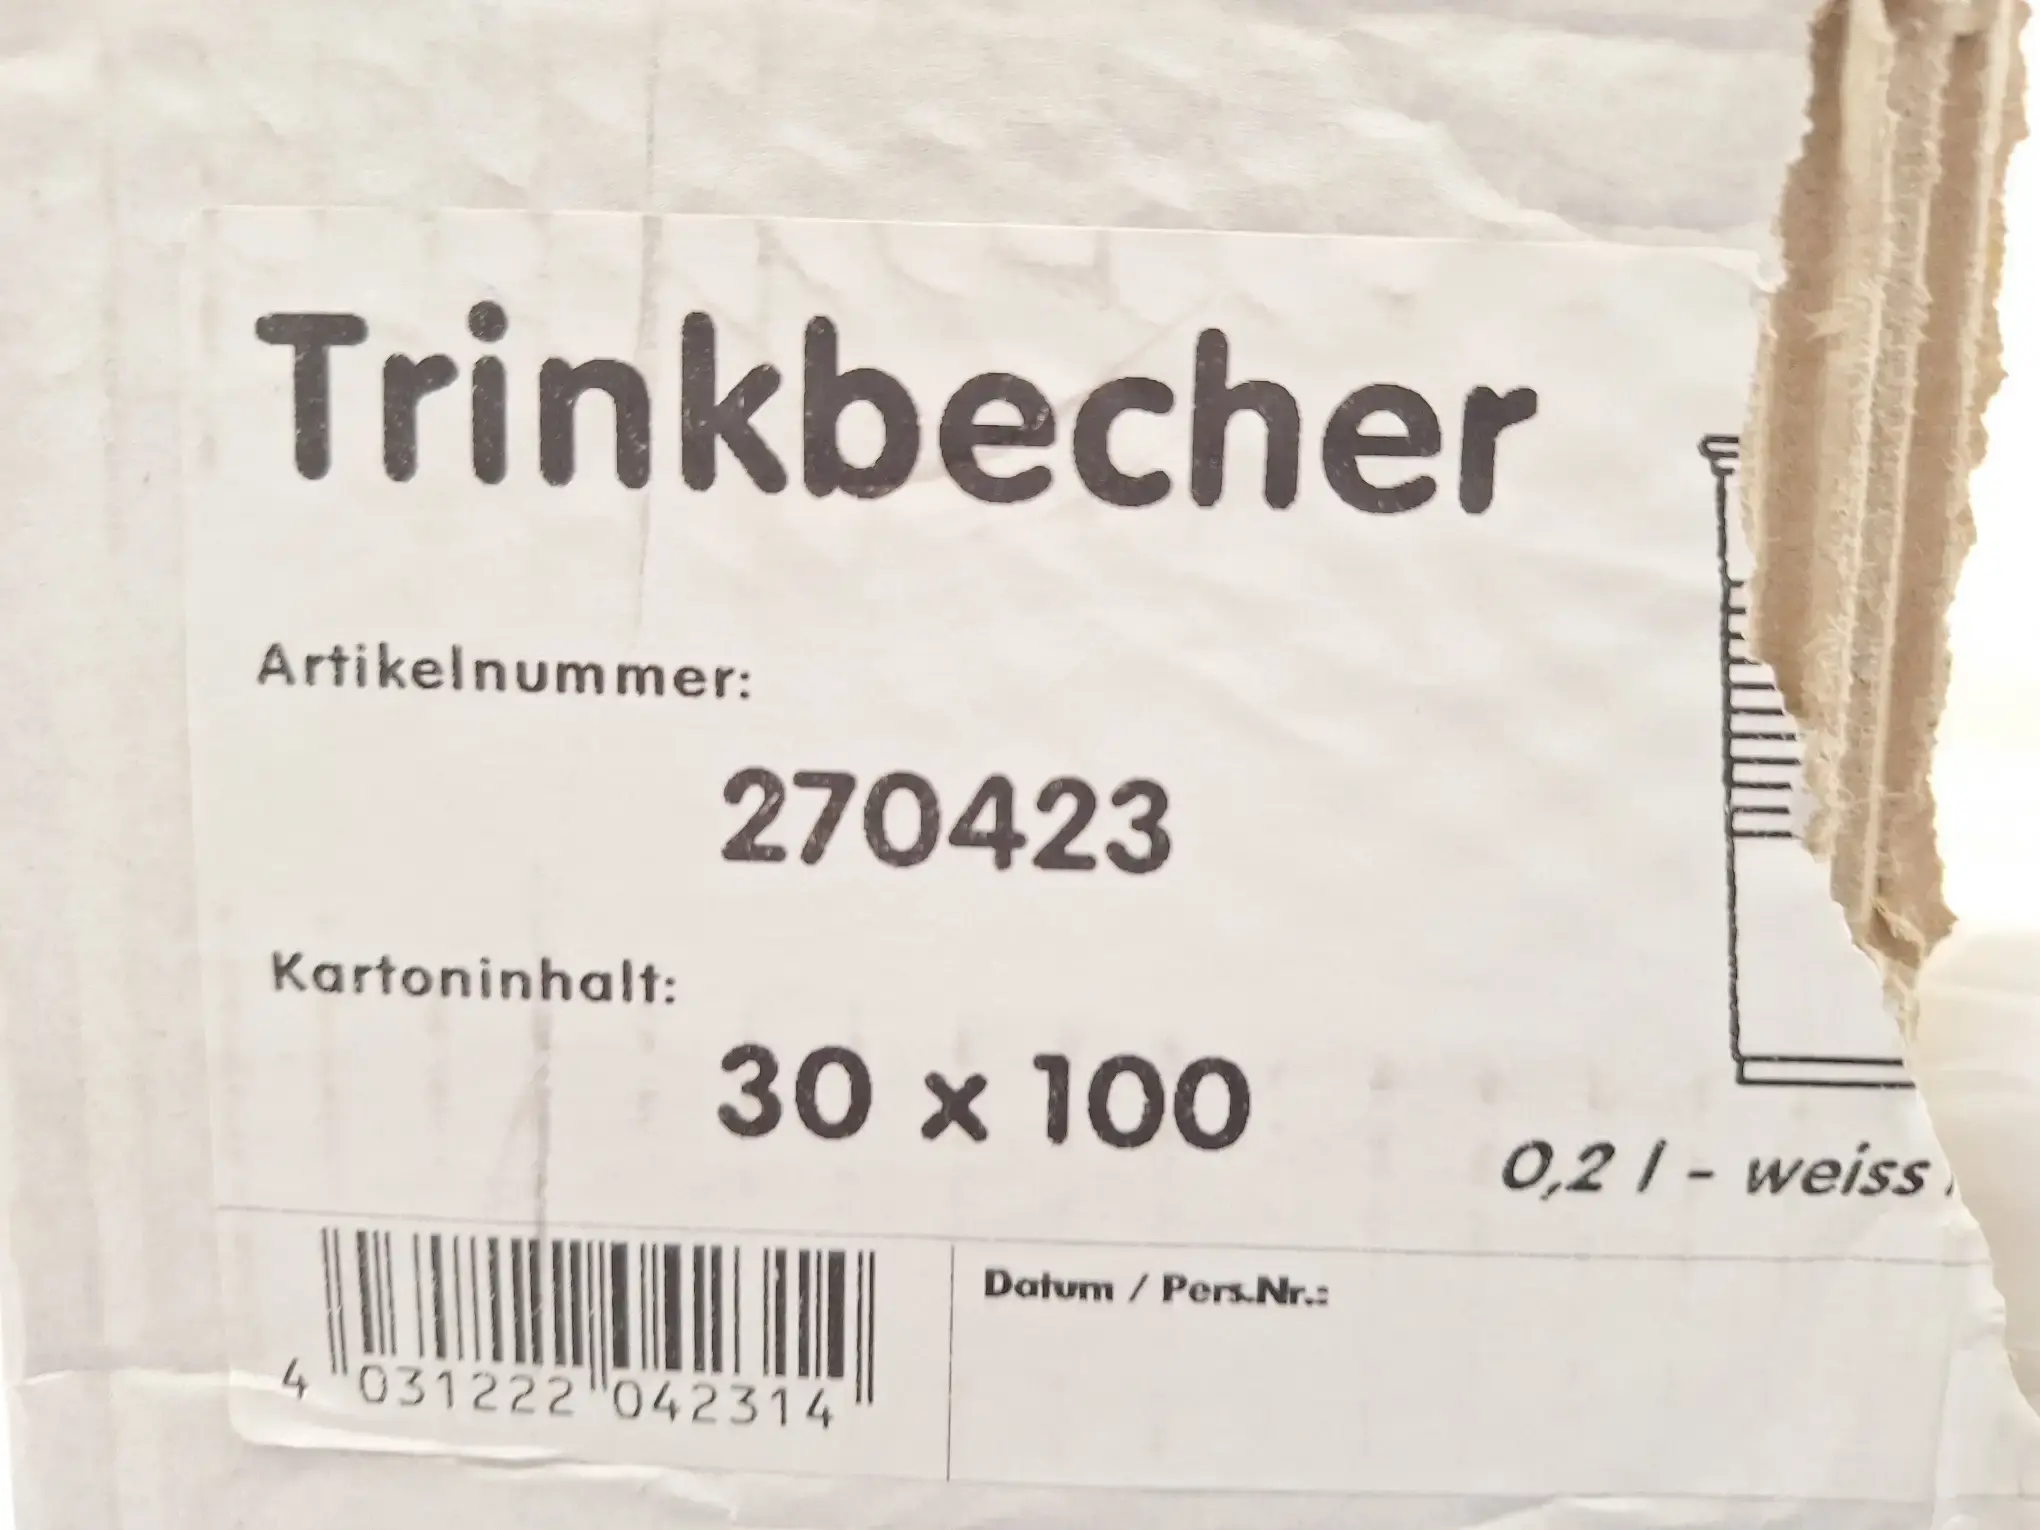 Trinkbecher
Artikelnummer:
270423
Kartoninhalt:
30 x 100
0,2 l - weiss
4 031222 042314
Datum / Pers.Nr.: